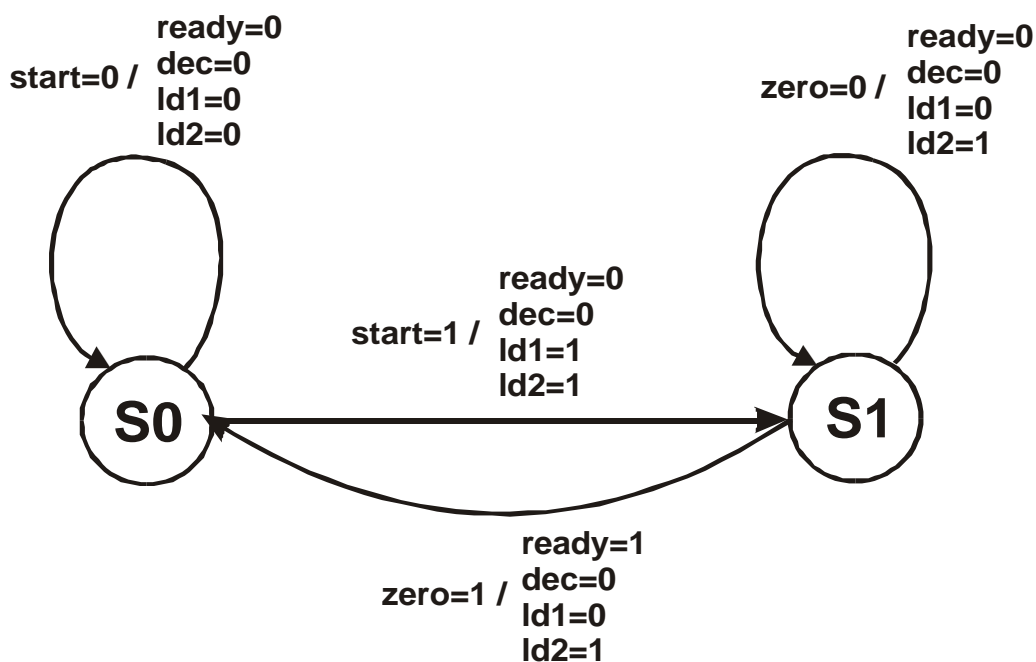 start=0 /
ready=0
dec=0
ld1=0
ld2=0
zero=0 /
ready=0
dec=0
ld1=0
ld2=1
start=1 /
ready=0
dec=0
ld1=1
ld2=1
S0
S1
zero=1 /
ready=1
dec=0
ld1=0
ld2=1